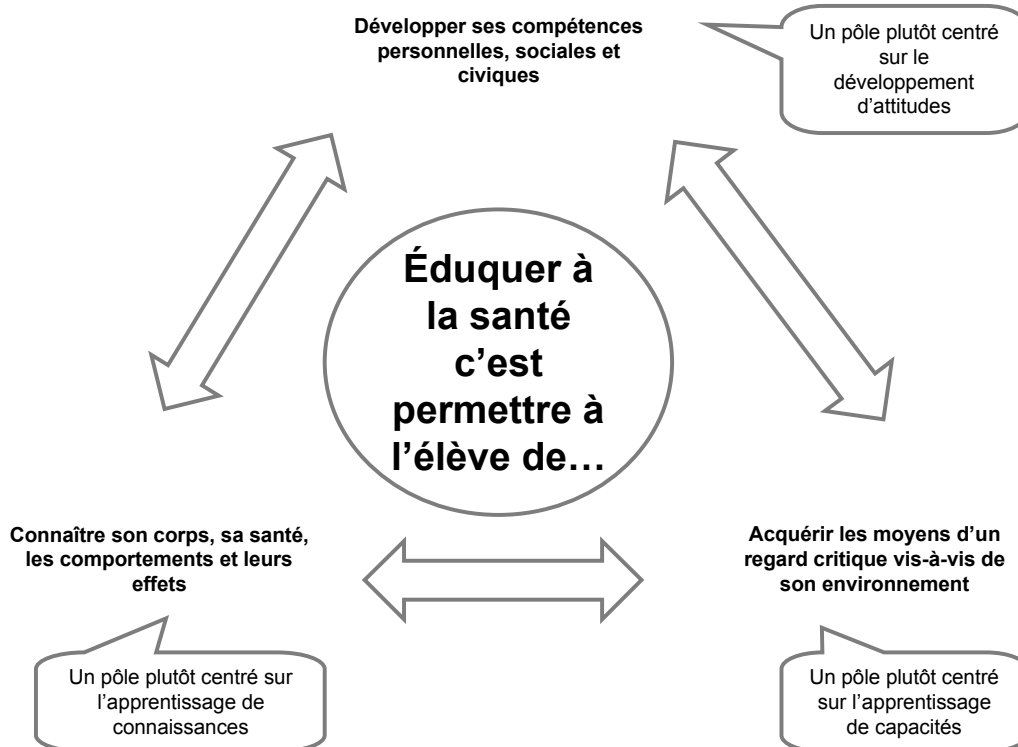 Développer ses compétences
personnelles, sociales et
civiques
Un pôle plutôt centré
sur le
développement
d’attitudes
Éduquer à
la santé
c’est
permettre à
l’élève de…
Connaître son corps, sa santé,
les comportements et leurs
effets
Acquérir les moyens d’un
regard critique vis-à-vis de
son environnement
Un pôle plutôt centré sur
l’apprentissage de
connaissances
Un pôle plutôt centré
sur l’apprentissage
de capacités